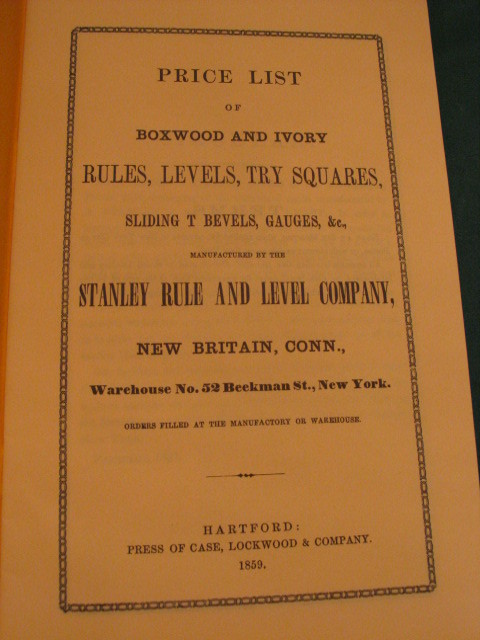 PRICE LIST
OF
BOXWOOD AND IVORY
RULES, LEVELS, TRY SQUARES,
SLIDING T BEVELS, GAUGES, &c.,
MANUFACTURED BY THE
STANLEY RULE AND LEVEL COMPANY,
NEW BRITAIN, CONN.,
Warehouse No. 52 Beekman St., New York.
ORDERS FILLED AT THE MANUFACTORY OR WAREHOUSE.
HARTFORD:
PRESS OF CASE, LOCKWOOD & COMPANY.
1859.